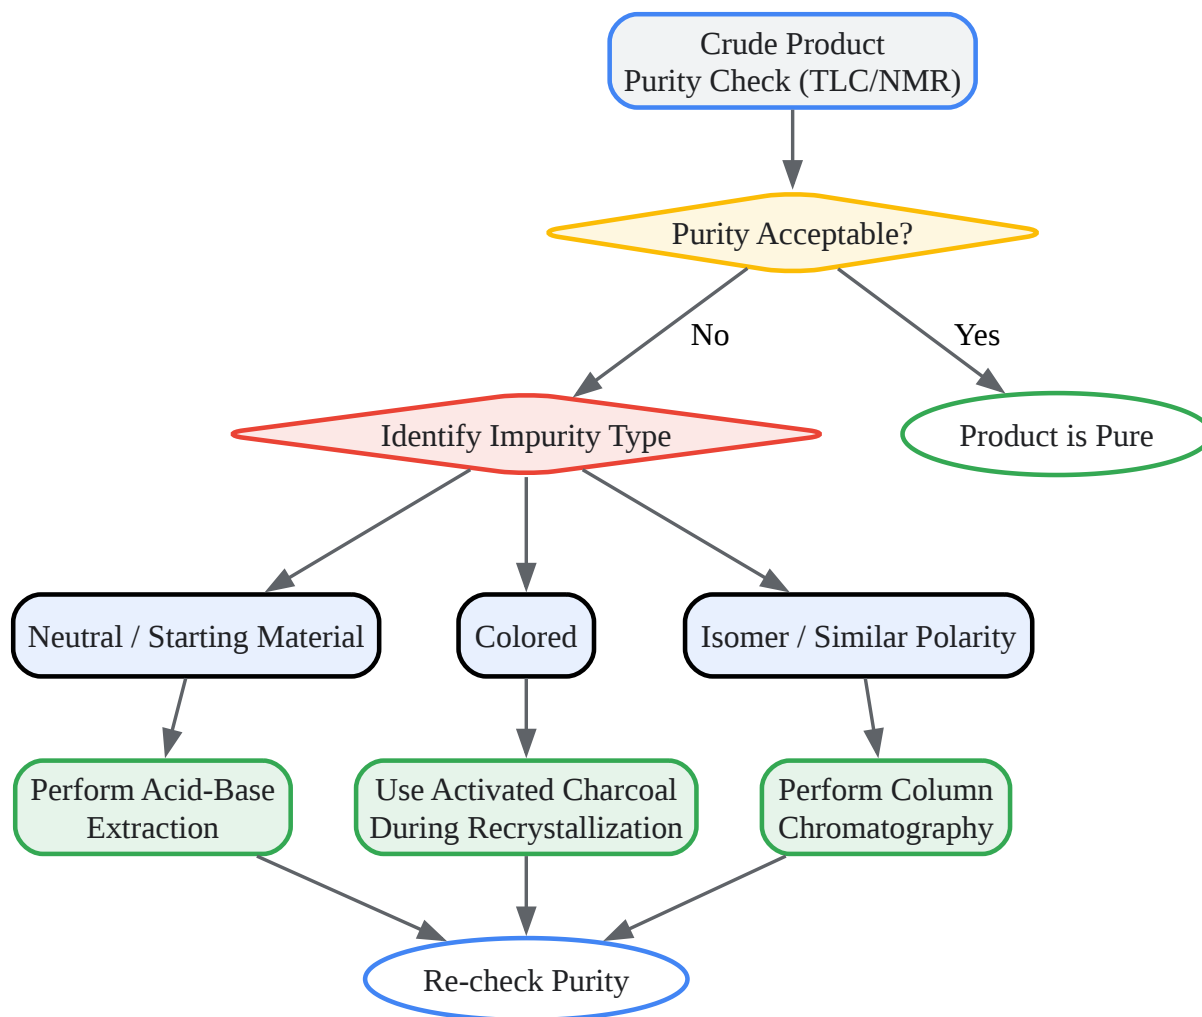 Crude Product
Purity Check (TLC/NMR)
Purity Acceptable?
No
Yes
Identify Impurity Type
Product is Pure
Neutral / Starting Material
Colored
Isomer / Similar Polarity
Perform Acid-Base
Extraction
Use Activated Charcoal
During Recrystallization
Perform Column
Chromatography
Re-check Purity